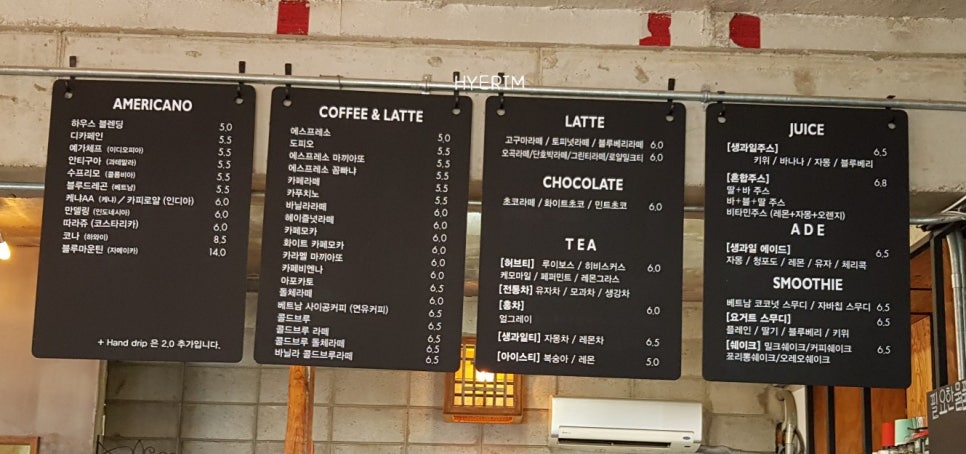 HYERIM
AMERICANO
하우스 블렌딩 5.0
디카페인 5.5
예가체프 (이디오피아) 5.5
안티구아 (과테말라) 5.5
수프리모 (콜롬비아) 5.5
블루드레곤 (베트남) 5.5
케냐AA (케냐) / 카피로얄 (인디아) 6.0
만델링 (인도네시아) 6.0
따라쥬 (코스타리카) 6.0
코나 (하와이) 8.5
블루마운틴 (자메이카) 14.0
+ Hand drip 은 2.0 추가입니다.
COFFEE & LATTE
에스프레소 5.0
도피오 5.5
에스프레소 마끼아또 5.5
에스프레소 꼼빠냐 5.5
카페라떼 5.5
카푸치노 5.5
바닐라라떼 6.0
헤이즐넛라떼 6.0
카페모카 6.0
화이트 카페모카 6.0
카라멜 마끼아또 6.0
카페비엔나 6.0
아포카토 6.5
돌체라떼 6.0
베트남 사이공커피 (연유커피) 6.0
콜드브루 6.5
콜드브루 라떼 6.5
콜드브루 돌체라떼 6.5
바닐라 콜드브루라떼 6.5
LATTE
고구마라떼 / 토피넛라떼 / 블루베리라떼 6.0
오곡라떼/단호박라떼/그린티라떼/로얄밀크티 6.0
CHOCOLATE
초코라떼 / 화이트초코 / 민트초코 6.0
TEA
[허브티] 루이보스 / 히비스커스 6.0
케모마일 / 페퍼민트 / 레몬그라스
[전통차] 유자차 / 모과차 / 생강차
[홍차] 6.0
얼그레이
[생과일티] 자몽차 / 레몬차 6.5
[아이스티] 복숭아 / 레몬 5.0
JUICE
[생과일주스] 6.5
키위 / 바나나 / 자몽 / 블루베리
[혼합주스] 6.8
딸+바 주스
바+블+딸 주스
비타민주스 (레몬+자몽+오렌지)
ADE
[생과일 에이드] 6.5
자몽 / 청포도 / 레몬 / 유자 / 체리콕
SMOOTHIE
베트남 코코넛 스무디 / 자바칩 스무디 6.5
[요거트 스무디] 6.5
플레인 / 딸기 / 블루베리 / 키위
[쉐이크] 밀크쉐이크/커피쉐이크 6.5
포리뽕쉐이크/오레오쉐이크